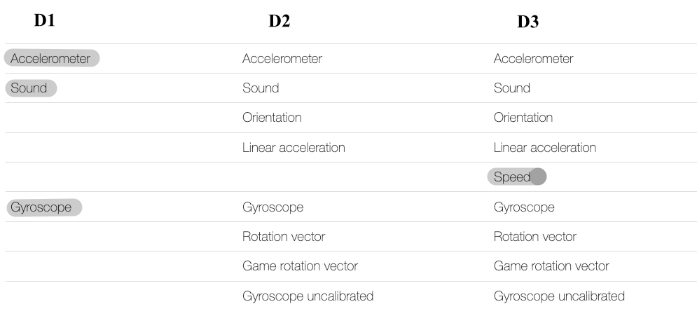 D1 D2 D3
Accelerometer Accelerometer Accelerometer
Sound Sound Sound
Orientation Orientation
Linear acceleration Linear acceleration
Speed
Gyroscope Gyroscope Gyroscope
Rotation vector Rotation vector
Game rotation vector Game rotation vector
Gyroscope uncalibrated Gyroscope uncalibrated